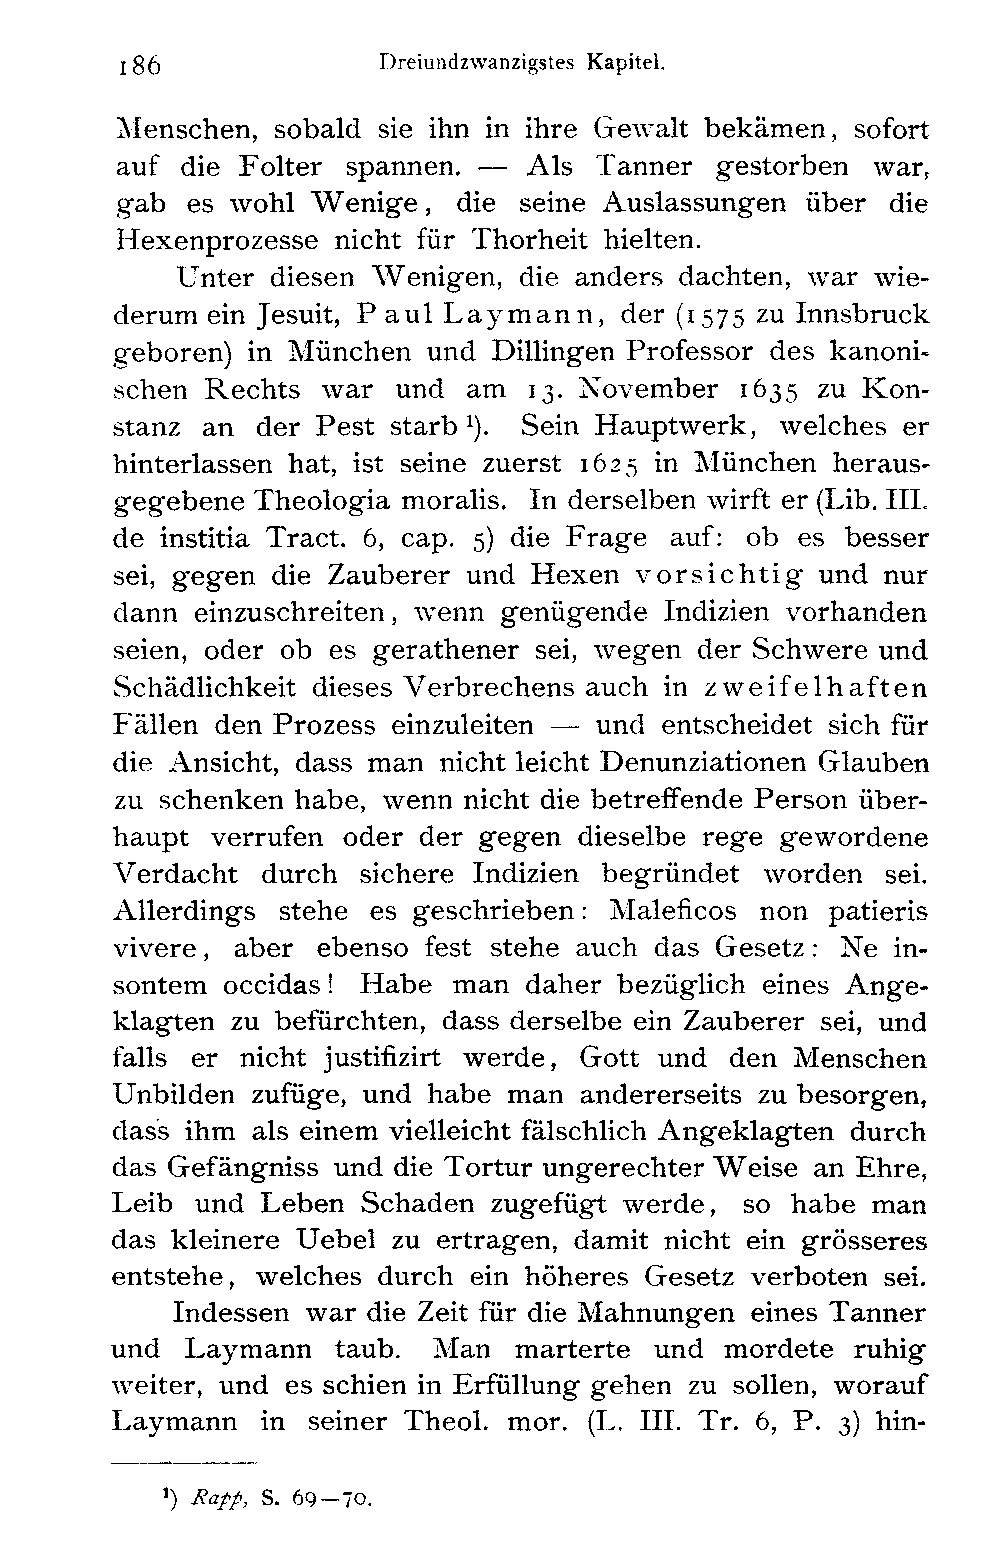 186 Dreiundzwanzigstes Kapitel.
Menschen, sobald sie ihn in ihre Gewalt bekämen, sofort
auf die Folter spannen. — Als Tanner gestorben war,
gab es wohl Wenige, die seine Auslassungen über die
Hexenprozesse nicht für Thorheit hielten.
Unter diesen Wenigen, die anders dachten, war wie-
derum ein Jesuit, Paul Laymann, der (1575 zu Innsbruck
geboren) in München und Dillingen Professor des kanoni-
schen Rechts war und am 13. November 1635 zu Kon-
stanz an der Pest starb ¹). Sein Hauptwerk, welches er
hinterlassen hat, ist seine zuerst 1625 in München heraus-
gegebene Theologia moralis. In derselben wirft er (Lib. III.
de institia Tract. 6, cap. 5) die Frage auf: ob es besser
sei, gegen die Zauberer und Hexen vorsichtig und nur
dann einzuschreiten, wenn genügende Indizien vorhanden
seien, oder ob es gerathener sei, wegen der Schwere und
Schädlichkeit dieses Verbrechens auch in zweifelhaften
Fällen den Prozess einzuleiten — und entscheidet sich für
die Ansicht, dass man nicht leicht Denunziationen Glauben
zu schenken habe, wenn nicht die betreffende Person über-
haupt verrufen oder der gegen dieselbe rege gewordene
Verdacht durch sichere Indizien begründet worden sei.
Allerdings stehe es geschrieben: Maleficos non patieris
vivere, aber ebenso fest stehe auch das Gesetz: Ne in-
sontem occidas! Habe man daher bezüglich eines Ange-
klagten zu befürchten, dass derselbe ein Zauberer sei, und
falls er nicht justifizirt werde, Gott und den Menschen
Unbilden zufüge, und habe man andererseits zu besorgen,
dass ihm als einem vielleicht fälschlich Angeklagten durch
das Gefängniss und die Tortur ungerechter Weise an Ehre,
Leib und Leben Schaden zugefügt werde, so habe man
das kleinere Uebel zu ertragen, damit nicht ein grösseres
entstehe, welches durch ein höheres Gesetz verboten sei.
Indessen war die Zeit für die Mahnungen eines Tanner
und Laymann taub. Man marterte und mordete ruhig
weiter, und es schien in Erfüllung gehen zu sollen, worauf
Laymann in seiner Theol. mor. (L. III. Tr. 6, P. 3) hin-
¹) Rapp, S. 69—70.